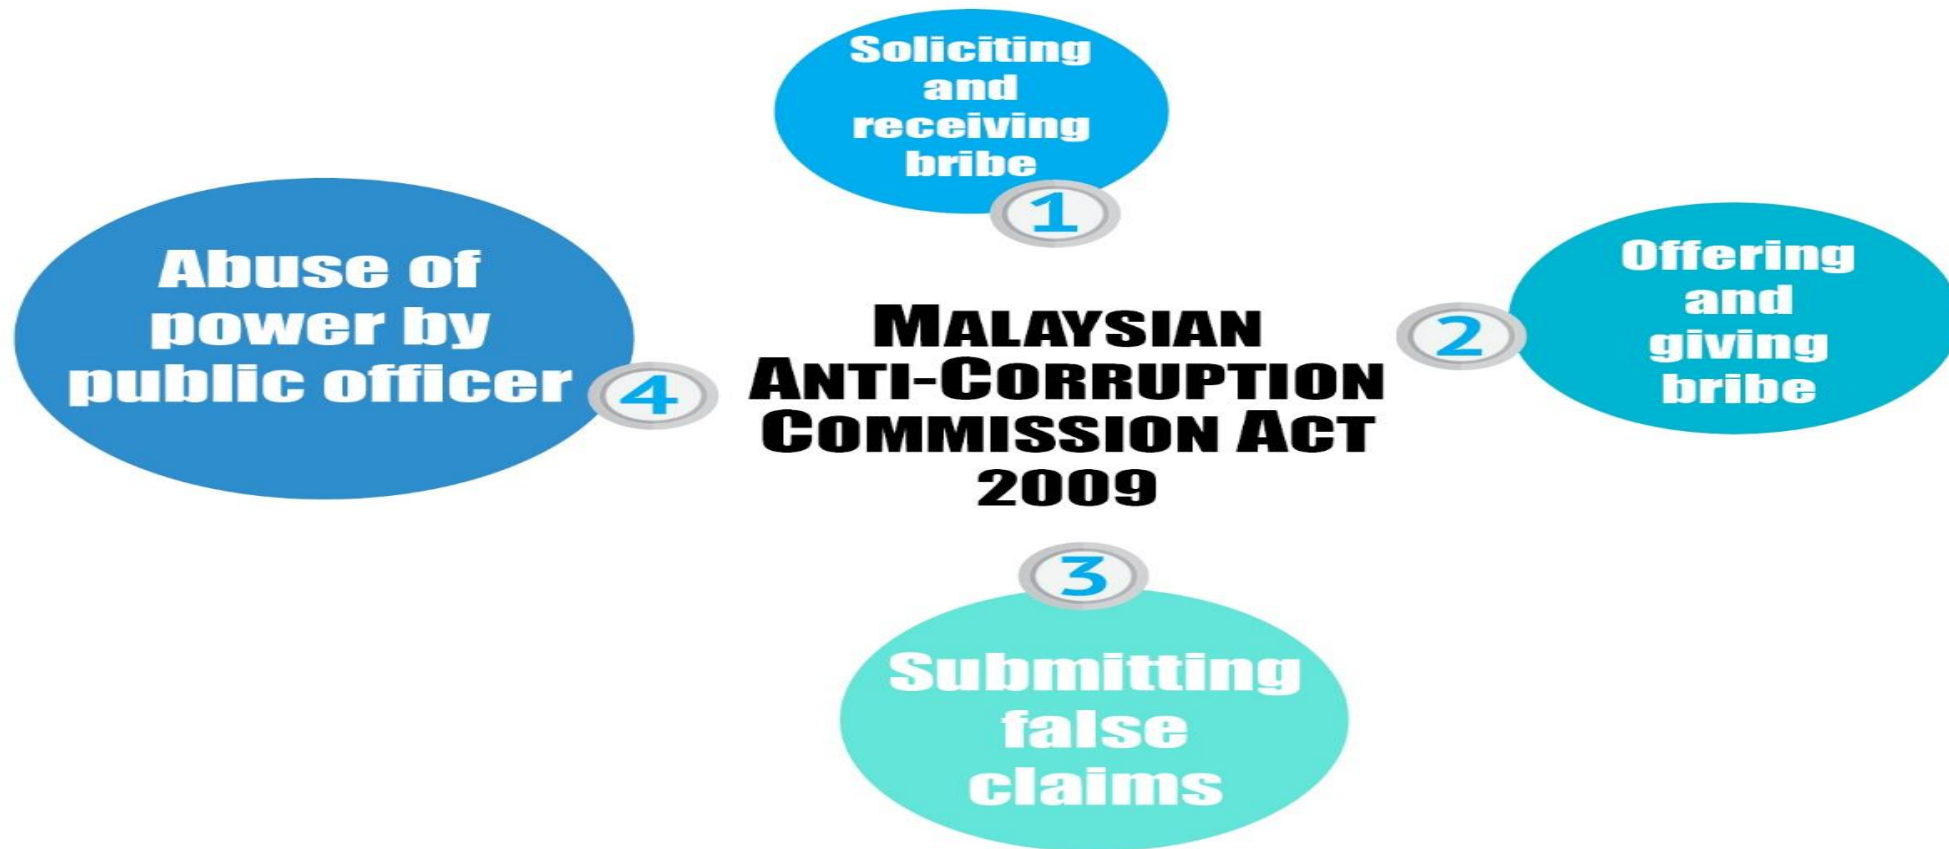 Soliciting
and
receiving
bribe
1
Offering
and
giving
bribe
2
MALAYSIAN
ANTI-CORRUPTION
COMMISSION ACT
2009
3
Submitting
false
claims
Abuse of
power by
public officer
4